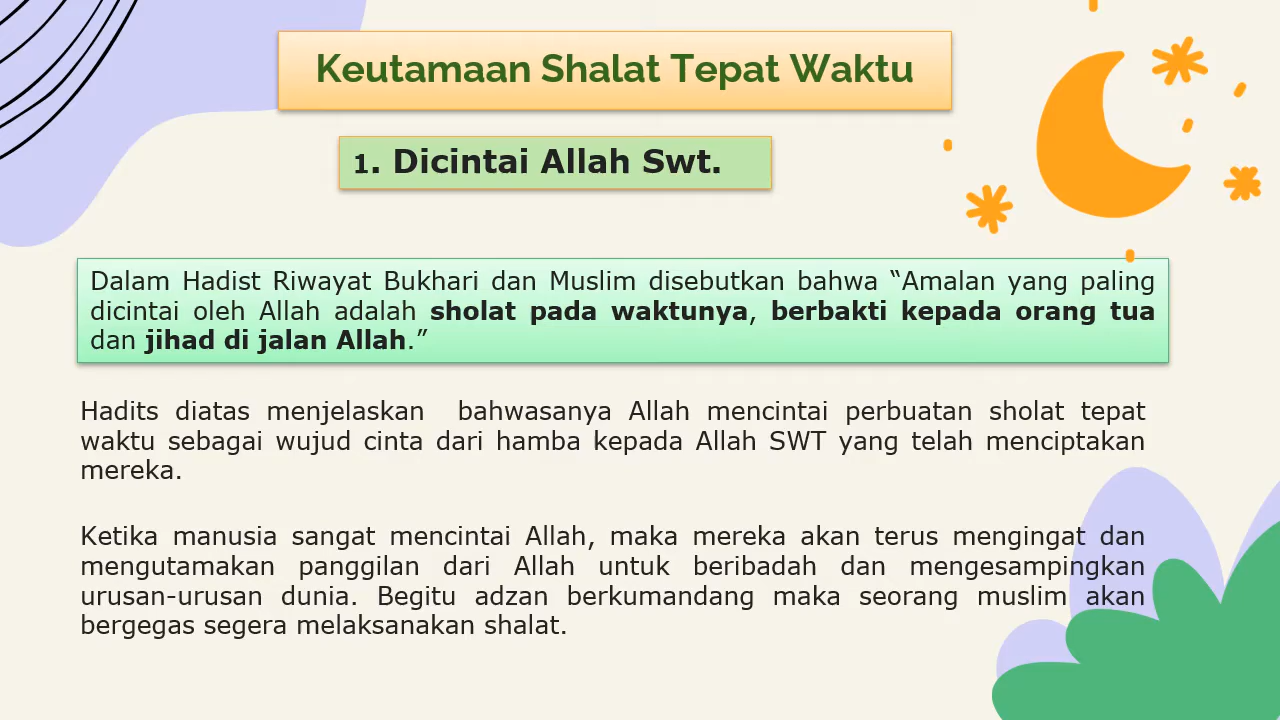 Keutamaan Shalat Tepat Waktu
1. Dicintai Allah Swt.
Dalam Hadist Riwayat Bukhari dan Muslim disebutkan bahwa “Amalan yang paling
dicintai oleh Allah adalah sholat pada waktunya, berbakti kepada orang tua
dan jihad di jalan Allah.”
Hadits diatas menjelaskan  bahwasanya Allah mencintai perbuatan sholat tepat
waktu sebagai wujud cinta dari hamba kepada Allah SWT yang telah menciptakan
mereka.
Ketika manusia sangat mencintai Allah, maka mereka akan terus mengingat dan
mengutamakan panggilan dari Allah untuk beribadah dan mengesampingkan
urusan-urusan dunia. Begitu adzan berkumandang maka seorang muslim akan
bergegas segera melaksanakan shalat.